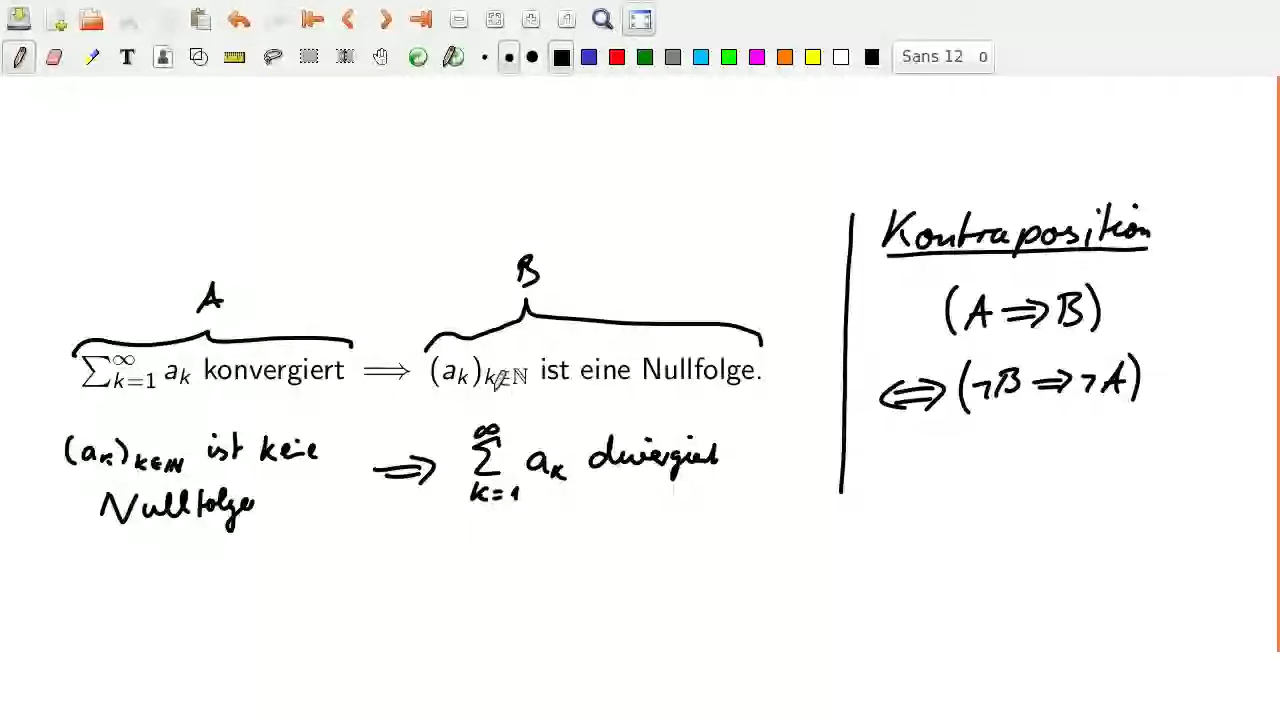 T
Sans 12 0
Kontraposition
A
B
(A ⟹ B)
∑_{k=1}^{∞} a_k konvergiert ⟹ (a_k)_{k∈ℕ} ist eine Nullfolge.
⟺ (¬B ⟹ ¬A)
(a_k)_{k∈ℕ} ist keine ⟹ ∑_{k=1}^{∞} a_k divergiert
Nullfolge